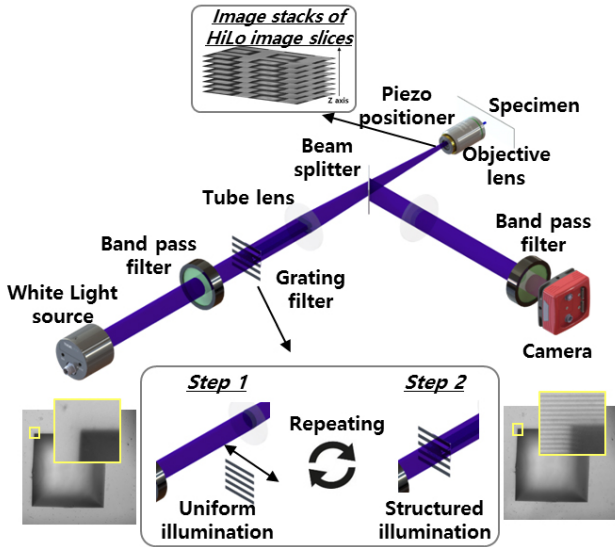 Image stacks of
HiLo image slices
Z axis
Piezo
positioner
Specimen
Beam
splitter
Objective
lens
Tube lens
Band pass
filter
Band pass
filter
Grating
filter
White Light
source
Camera
Step 1
Step 2
Repeating
Uniform
illumination
Structured
illumination